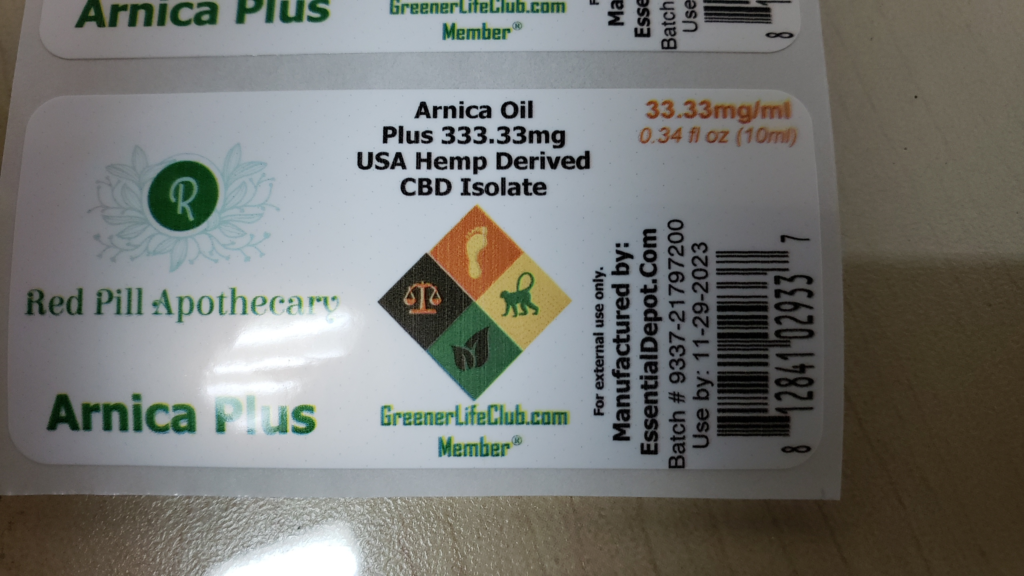 Arnica Plus
GreenerLifeClub.com
Member®
Batch
Use
R
Red Pill Apothecary
Arnica Plus
Arnica Oil
Plus 333.33mg
USA Hemp Derived
CBD Isolate
GreenerLifeClub.com
Member®
33.33mg/ml
0.34 fl oz (10ml)
For external use only.
Manufactured by:
EssentialDepot.Com
Batch # 9337-21797200
Use by: 11-29-2023
8 12841 02933 7